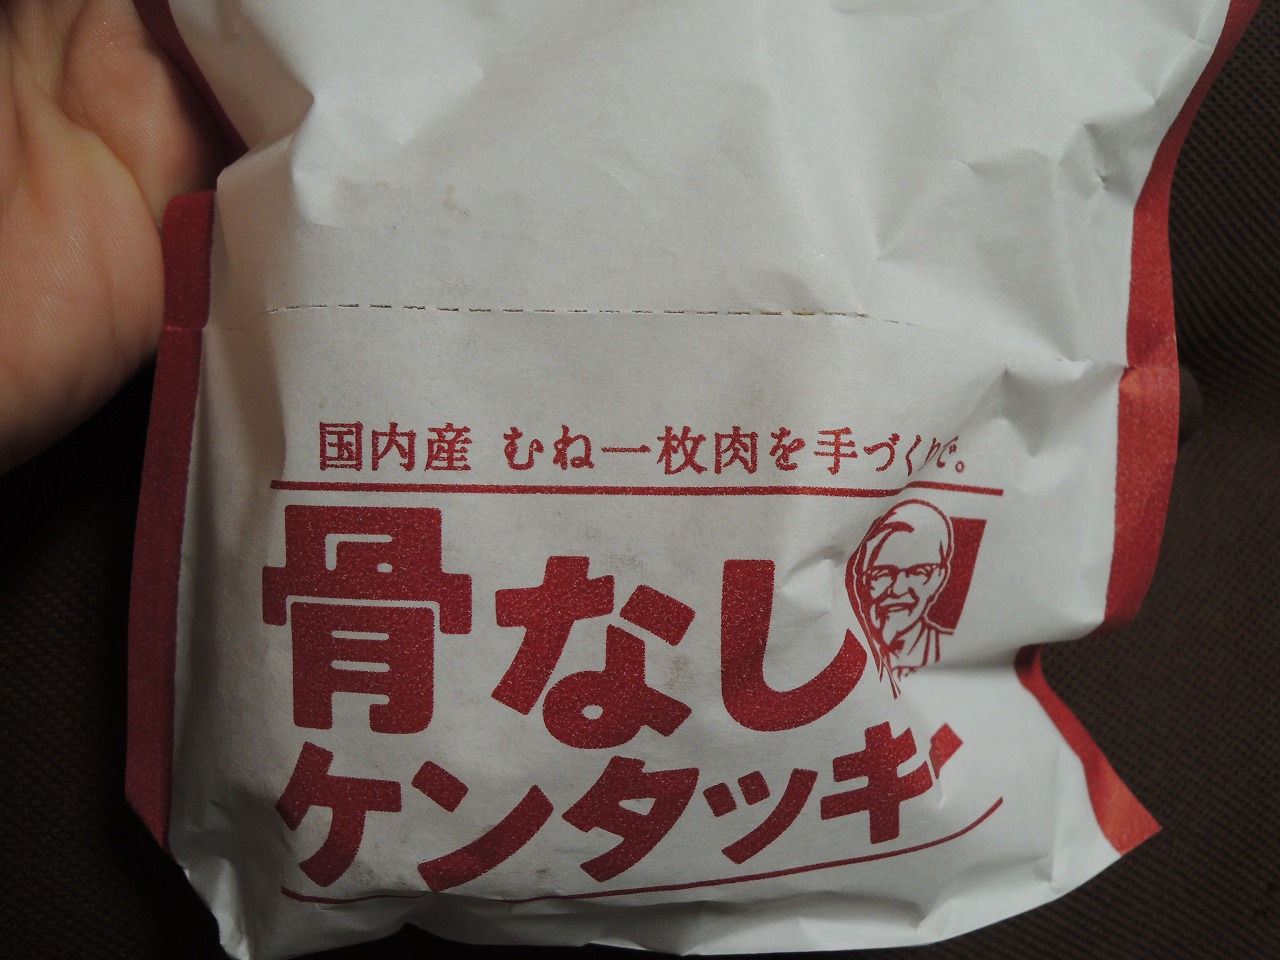 国内産 むね一枚肉を手づくりで。
骨なし
ケンタッキー